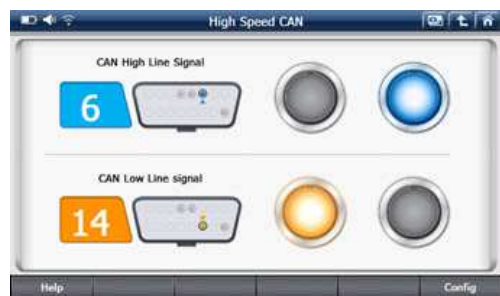 High Speed CAN
CAN High Line Signal
6
CAN Low Line signal
14
Help
Config